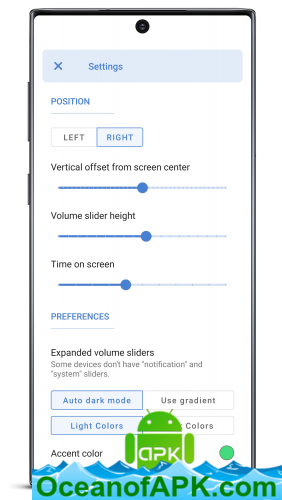 Settings
POSITION
LEFT RIGHT
Vertical offset from screen center
Volume slider height
Time on screen
PREFERENCES
Expanded volume sliders
Some devices don't have "notification" and
"system" sliders.
Auto dark mode Use gradient
Light Colors Colors
Accent color
APK
OceanofAPK.com